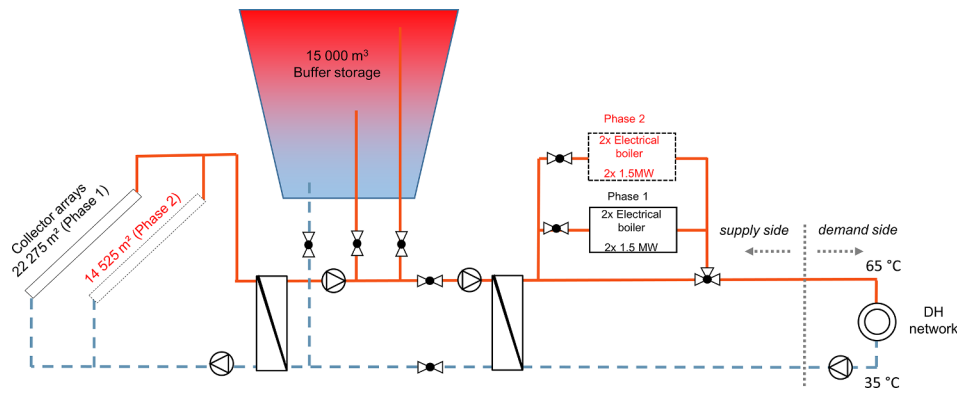 15 000 m³
Buffer storage
Collector arrays
22 275 m² (Phase 1)
14 525 m² (Phase 2)
Phase 2
2x Electrical
boiler
2x 1.5MW
Phase 1
2x Electrical
boiler
2x 1.5 MW
supply side
demand side
65 °C
DH
network
35 °C